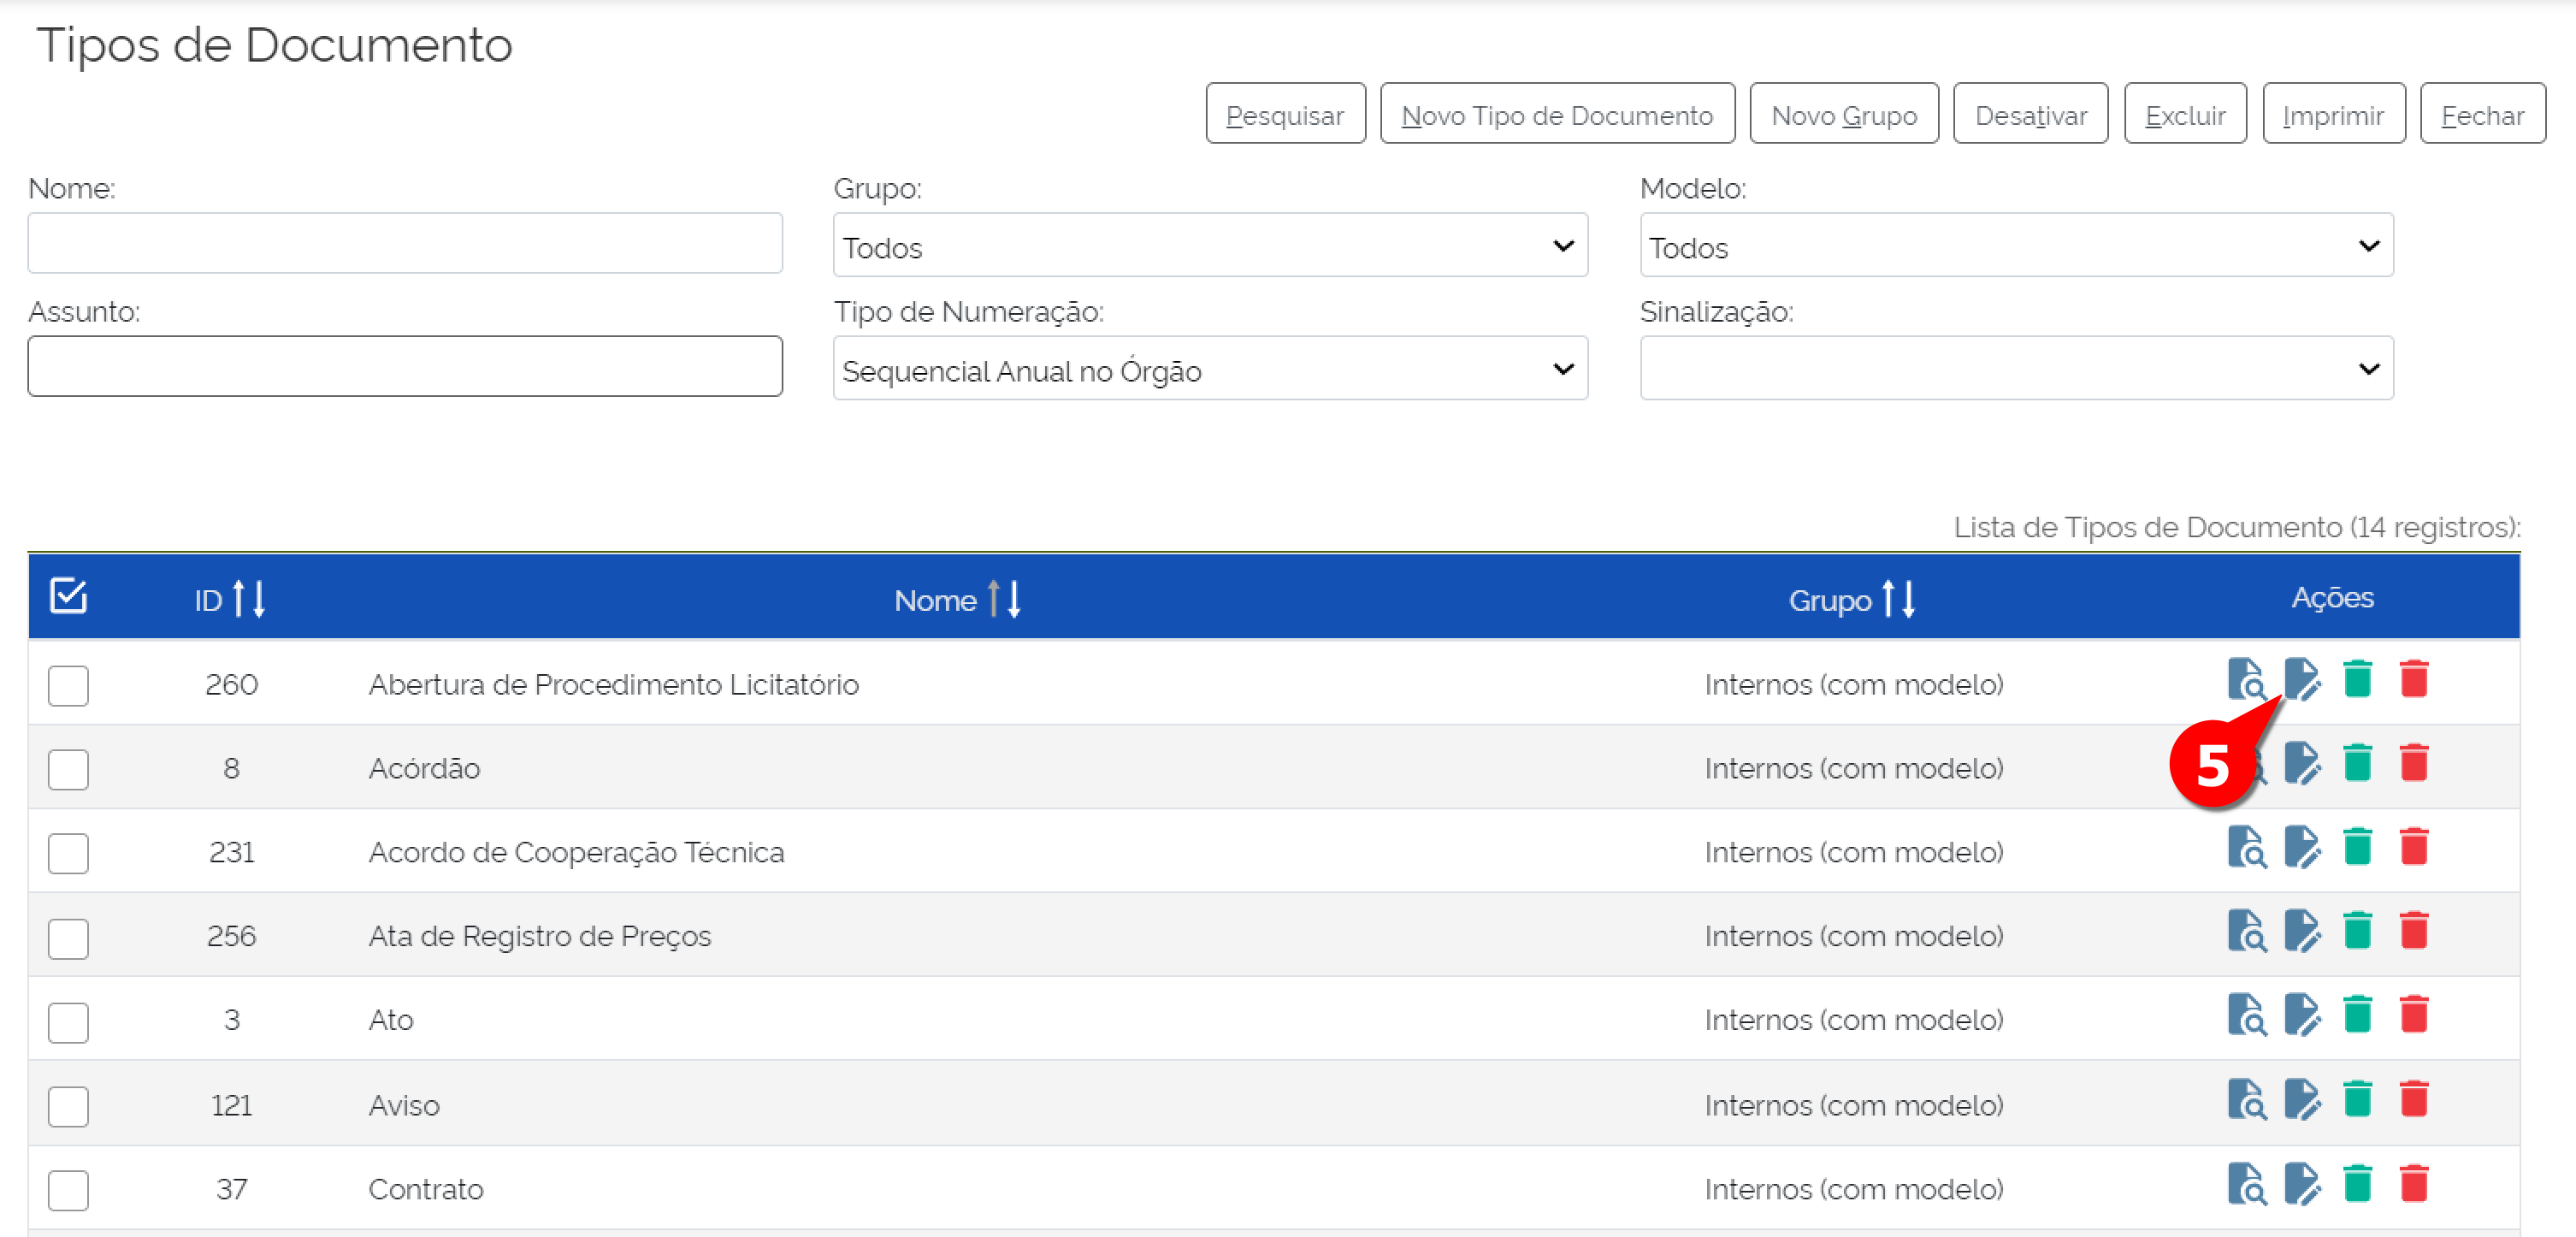 Tipos de Documento
Pesquisar Novo Tipo de Documento Novo Grupo Desativar Excluir Imprimir Fechar
Nome: Grupo: Modelo:
Todos Todos
Assunto: Tipo de Numeração: Sinalização:
Sequencial Anual no Órgão
Lista de Tipos de Documento (14 registros):
ID Nome Grupo Ações
260 Abertura de Procedimento Licitatório Internos (com modelo)
5
8 Acórdão Internos (com modelo)
231 Acordo de Cooperação Técnica Internos (com modelo)
256 Ata de Registro de Preços Internos (com modelo)
3 Ato Internos (com modelo)
121 Aviso Internos (com modelo)
37 Contrato Internos (com modelo)